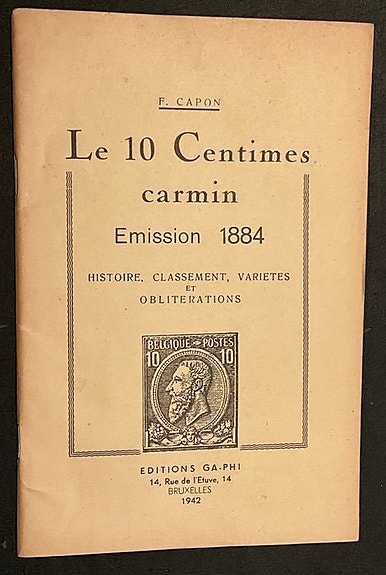 F. CAPON
Le 10 Centimes
carmin
Emission 1884
HISTOIRE, CLASSEMENT, VARIETES
ET
OBLITERATIONS
BELGIQUE POSTES
10 10
EDITIONS GA-PHI
14, Rue de l'Etuve, 14
BRUXELLES
1942